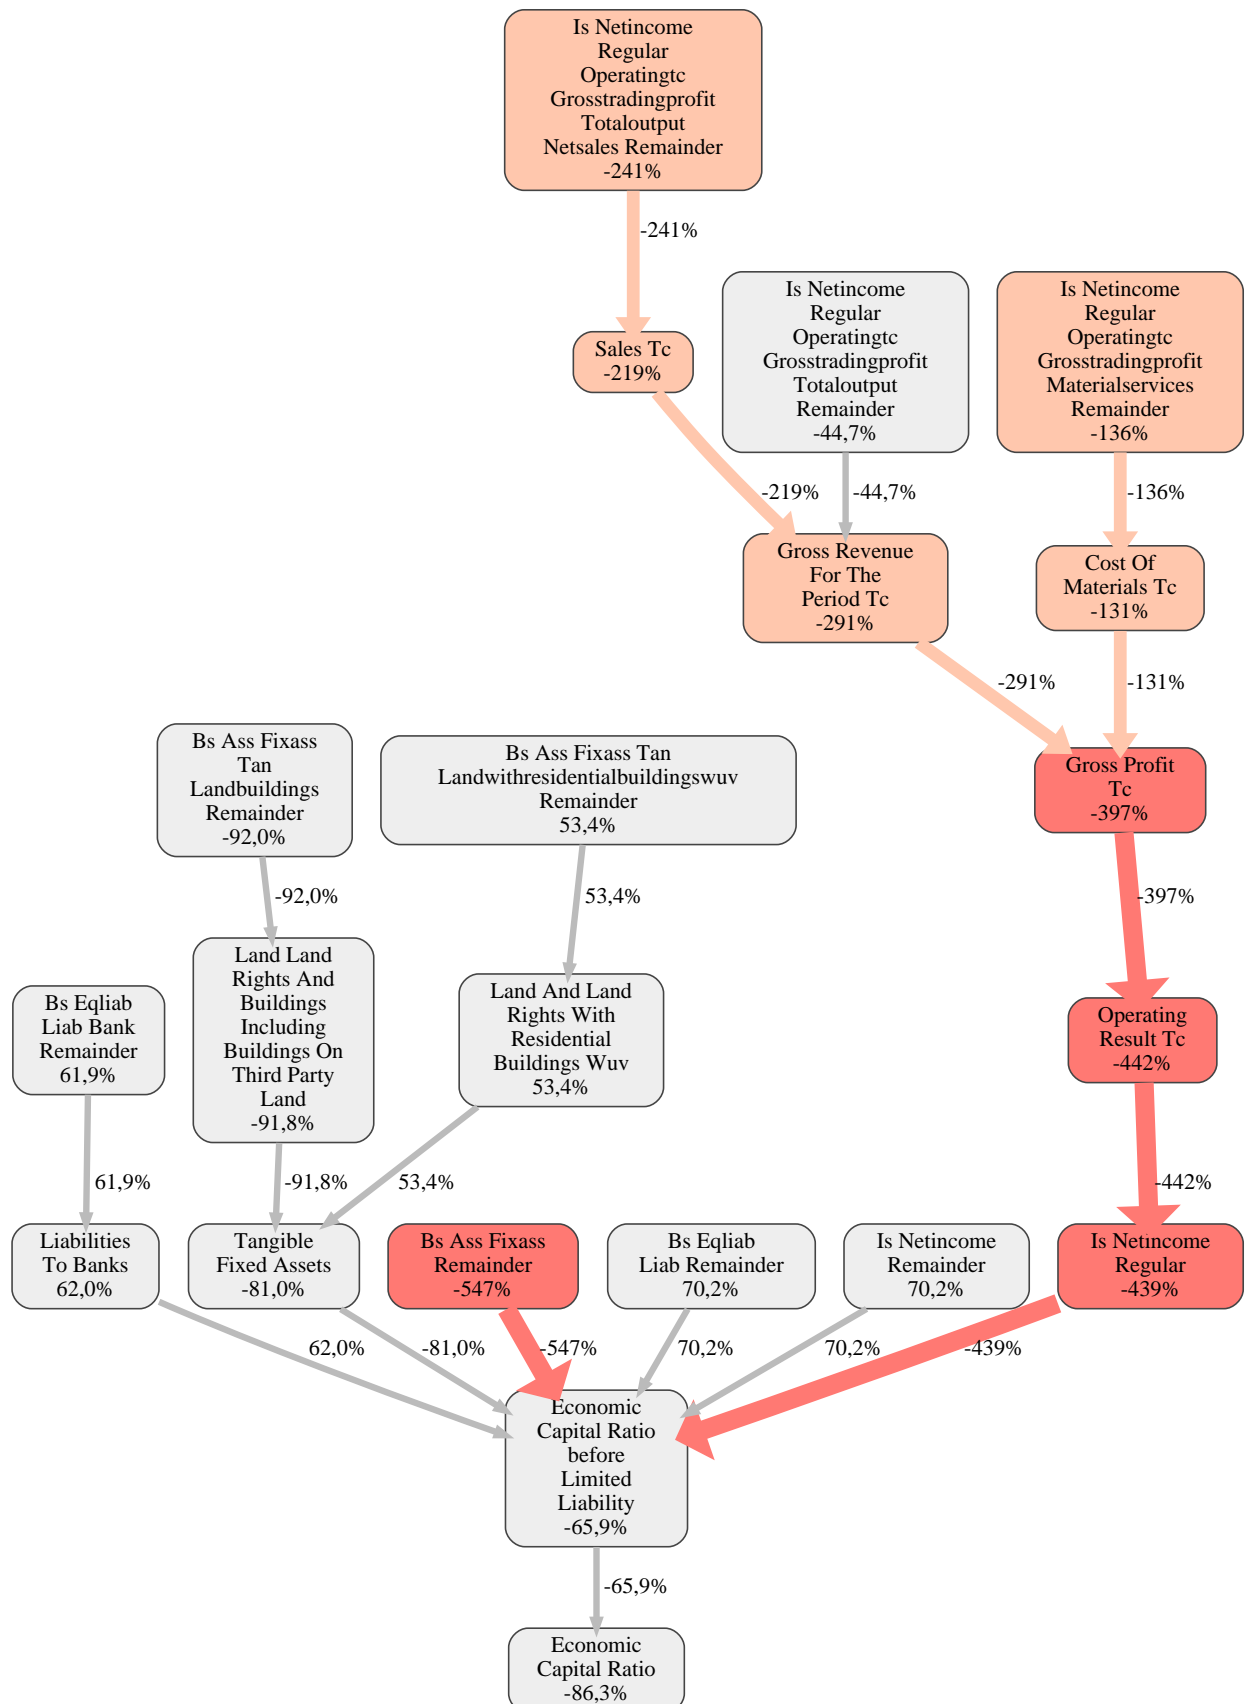 Is Netincome
Regular
Operatingtc
Grosstradingprofit
Totaloutput
Netsales Remainder
-241%
-241%
Is Netincome
Regular
Operatingtc
Grosstradingprofit
Totaloutput
Remainder
-44,7%
Is Netincome
Regular
Operatingtc
Grosstradingprofit
Materialservices
Remainder
-136%
Sales Tc
-219%
-219%
-44,7%
-136%
Gross Revenue
For The
Period Tc
-291%
Cost Of
Materials Tc
-131%
-291%
-131%
Bs Ass Fixass
Tan
Landbuildings
Remainder
-92,0%
Bs Ass Fixass Tan
Landwithresidentialbuildingswuv
Remainder
53,4%
Gross Profit
Tc
-397%
-92,0%
53,4%
-397%
Bs Eqliab
Liab Bank
Remainder
61,9%
Land Land
Rights And
Buildings
Including
Buildings On
Third Party
Land
-91,8%
Land And Land
Rights With
Residential
Buildings Wuv
53,4%
Operating
Result Tc
-442%
61,9%
-91,8%
53,4%
-442%
Liabilities
To Banks
62,0%
Tangible
Fixed Assets
-81,0%
Bs Ass Fixass
Remainder
-547%
Bs Eqliab
Liab Remainder
70,2%
Is Netincome
Remainder
70,2%
Is Netincome
Regular
-439%
62,0%
-81,0%
-547%
70,2%
70,2%
-439%
Economic
Capital Ratio
before
Limited
Liability
-65,9%
-65,9%
Economic
Capital Ratio
-86,3%